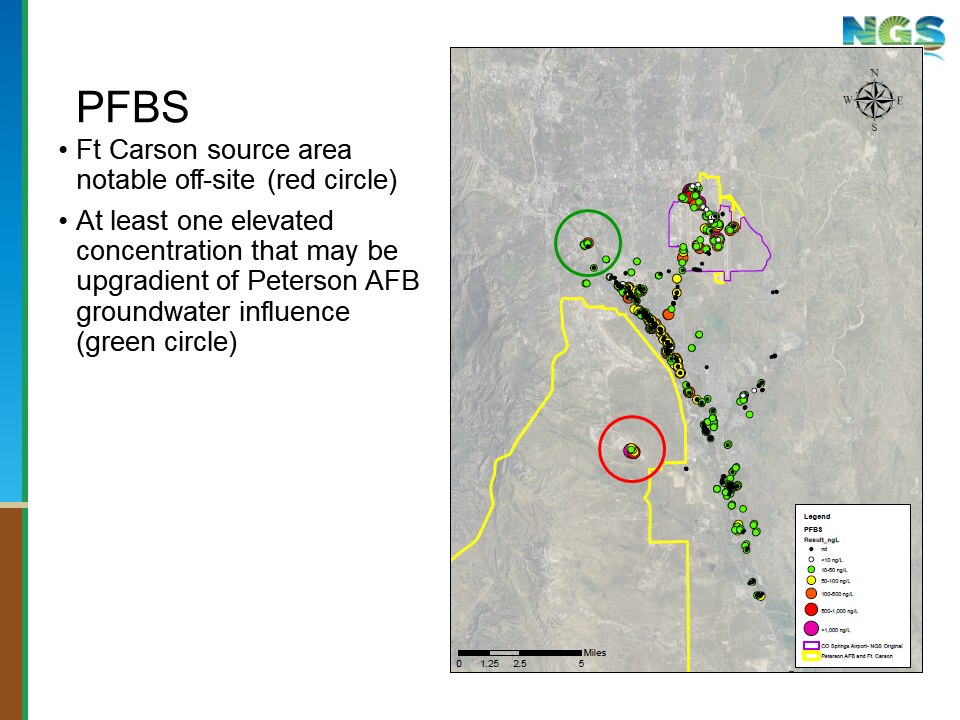 NGS
PFBS
• Ft Carson source area
notable off-site (red circle)
• At least one elevated
concentration that may be
upgradient of Peterson AFB
groundwater influence
(green circle)
N
W E
S
Legend
PFBS
Result_ngL
nd
<10 ng/L
10-50 ng/L
50-100 ng/L
100-500 ng/L
500-1,000 ng/L
>1,000 ng/L
CO Springs Airport- NGS Original
Peterson AFB and Ft. Carson
Miles
0 1.25 2.5 5